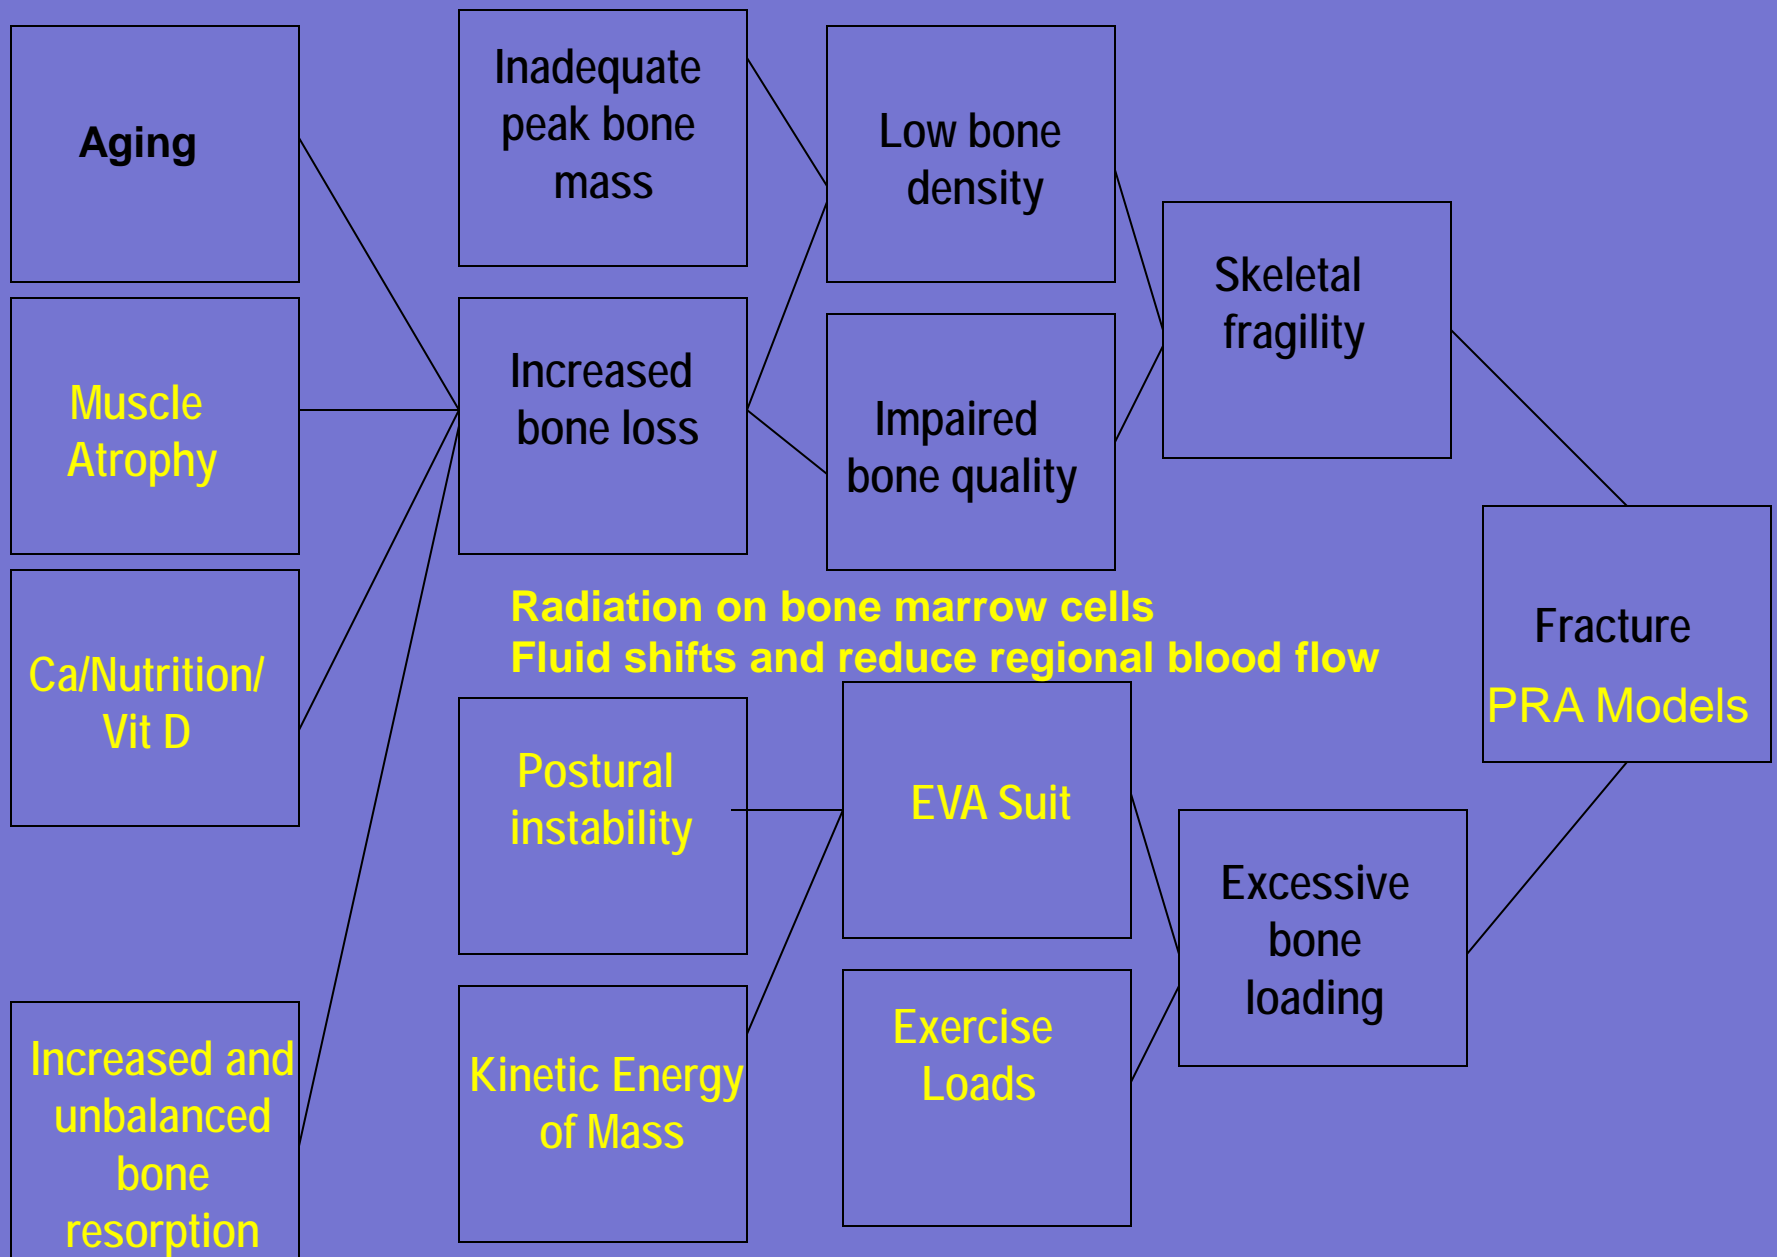 Aging
Muscle
Atrophy
Ca/Nutrition/
Vit D
Increased and
unbalanced
bone
resorption
Inadequate
peak bone
mass
Increased
bone loss
Low bone
density
Impaired
bone quality
Skeletal
fragility
Radiation on bone marrow cells
Fluid shifts and reduce regional blood flow
Postural
instability
Kinetic Energy
of Mass
EVA Suit
Exercise
Loads
Excessive
bone
loading
Fracture
PRA Models